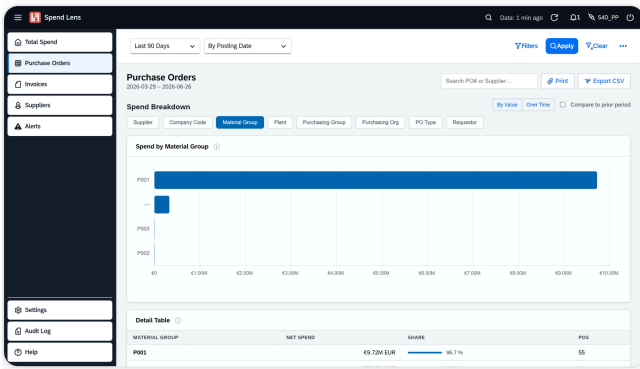 Spend Lens
Data: 1 min ago
1
S4D_PP
Total Spend
Purchase Orders
Invoices
Suppliers
Alerts
Settings
Audit Log
Help
Last 90 Days
By Posting Date
Filters
Apply
Clear
Purchase Orders
2026-03-29 – 2026-06-26
Search PO# or Supplier...
Print
Export CSV
Spend Breakdown
By Value
Over Time
Compare to prior period
Supplier
Company Code
Material Group
Plant
Purchasing Group
Purchasing Org
PO Type
Requestor
Spend by Material Group
P001
—
P003
P002
€0 €1.00M €2.00M €3.00M €4.00M €5.00M €6.00M €7.00M €8.00M €9.00M €10.00M
Detail Table
MATERIAL GROUP NET SPEND SHARE POS
P001 €9.72M EUR 96.7 % 55